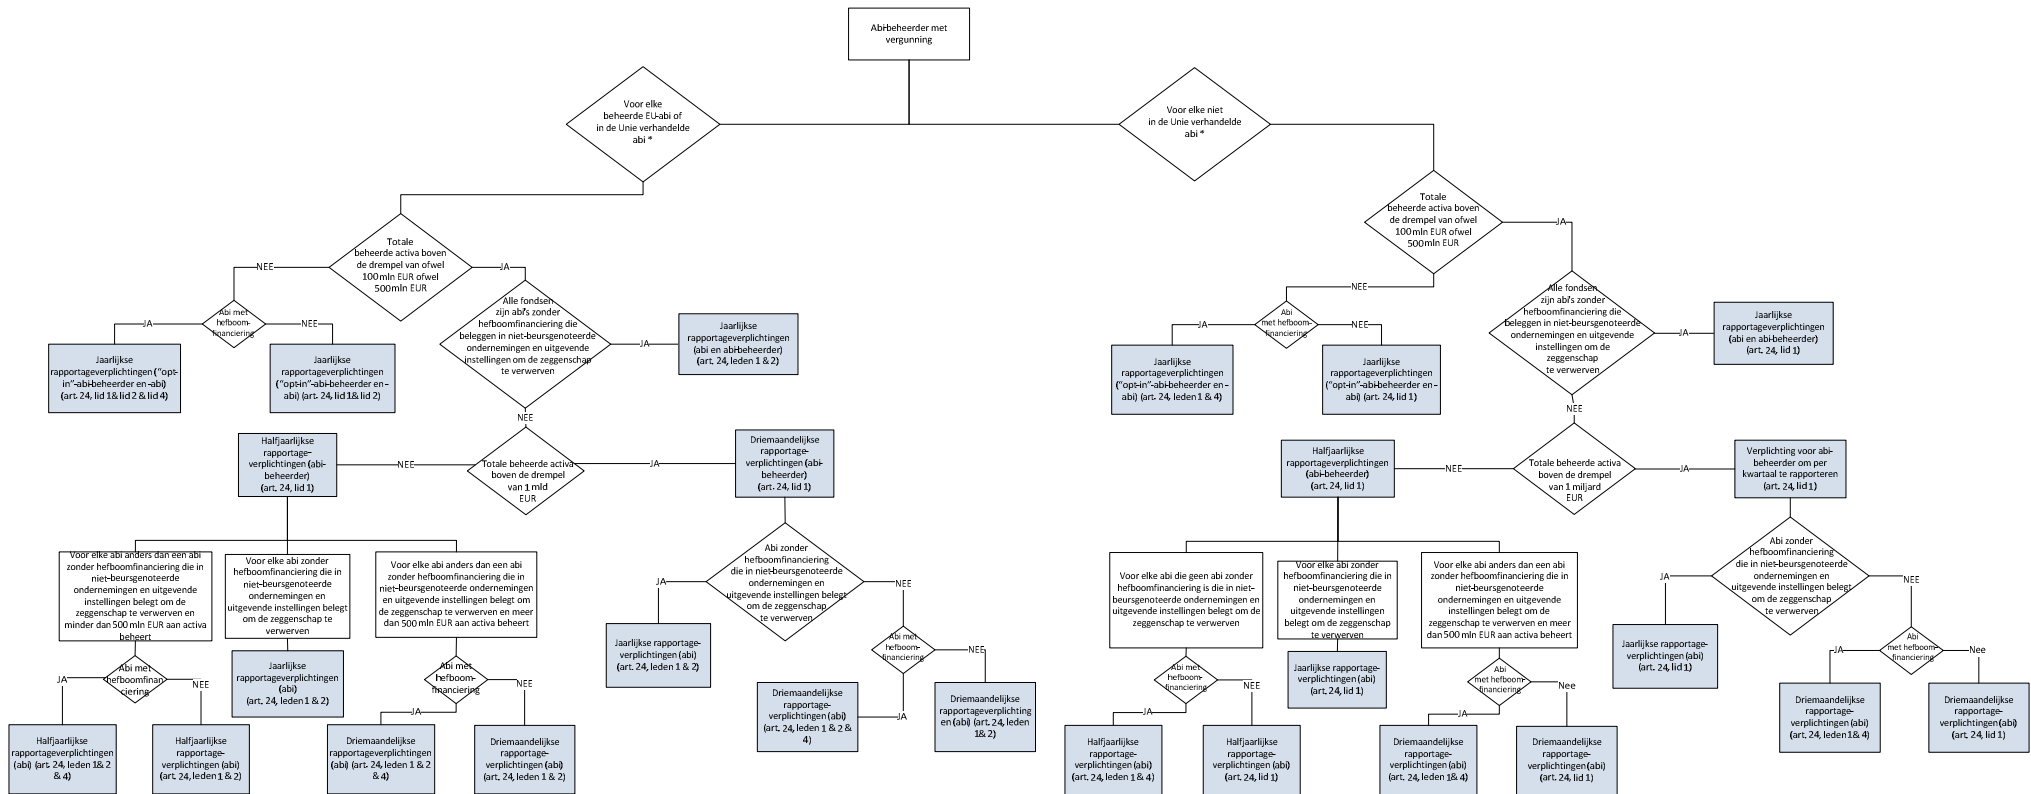 Abi-beheerder met
vergunning
Voor elke
beheerde EU-abi of
in de Unie verhandelde
abi *
Voor elke niet
in de Unie verhandelde
abi *
Totale
beheerde activa boven
de drempel van ofwel
100 mln EUR ofwel
500 mln EUR
NEE
JA
Abi met
hefboom-
financiering
JA
NEE
Jaarlijkse
rapportageverplichtingen ("opt-
in"-abi-beheerder en -abi)
(art. 24, lid 1 & lid 2 & lid 4)
Jaarlijkse
rapportageverplichtingen
("opt-in"-abi-beheerder en -
abi) (art. 24, lid 1 & lid 2)
Alle fondsen
zijn abi's zonder
hefboomfinanciering die
beleggen in niet-beursgenoteerde
ondernemingen en uitgevende
instellingen om de zeggenschap
te verwerven
JA
Jaarlijkse
rapportageverplichtingen
(abi en abi-beheerder)
(art. 24, leden 1 & 2)
NEE
Totale beheerde activa
boven de drempel
van 1 mld
EUR
NEE
JA
Halfjaarlijkse
rapportage-
verplichtingen (abi-
beheerder)
(art. 24, lid 1)
Driemaandelijkse
rapportage-
verplichtingen (abi-
beheerder)
(art. 24, lid 1)
Voor elke abi anders dan een abi
zonder hefboomfinanciering die in
niet-beursgenoteerde
ondernemingen en uitgevende
instellingen belegt om de
zeggenschap te verwerven en
minder dan 500 mln EUR aan activa
beheert
Voor elke abi zonder
hefboomfinanciering die in
niet-beursgenoteerde
ondernemingen en
uitgevende instellingen belegt
om de zeggenschap te
verwerven
Voor elke abi anders dan een abi
zonder hefboomfinanciering die in
niet-beursgenoteerde ondernemingen
en uitgevende instellingen belegt om
de zeggenschap te verwerven en meer
dan 500 mln EUR aan activa beheert
Abi met
hefboomfinan
ciering
JA
NEE
Jaarlijkse
rapportageverplichtingen
(abi)
(art. 24, leden 1 & 2)
Abi met
hefboom-
financiering
JA
NEE
Halfjaarlijkse
rapportageverplichtingen
(abi) (art. 24, leden 1 & 2
& 4)
Halfjaarlijkse
rapportage-
verplichtingen (abi)
(art. 24, leden 1 & 2)
Driemaandelijkse
rapportageverplichtingen
(abi) (art. 24, leden 1 & 2
& 4)
Driemaandelijkse
rapportage-
verplichtingen (abi)
(art. 24, leden 1 & 2)
Abi zonder
hefboomfinanciering
die in niet-beursgenoteerde
ondernemingen en
uitgevende instellingen belegt
om de zeggenschap
te verwerven
JA
NEE
Jaarlijkse rapportage-
verplichtingen (abi)
(art. 24, leden 1 & 2)
Abi met
hefboom-
financiering
NEE
JA
Driemaandelijkse
rapportage-
verplichtingen (abi)
(art. 24, leden 1 & 2 &
4)
Driemaandelijkse
rapportageverplichting
en (abi) (art. 24, leden
1 & 2)
Totale
beheerde activa boven
de drempel van ofwel
100 mln EUR ofwel
500 mln EUR
JA
NEE
Abi
met hefboom-
financiering
JA
NEE
Jaarlijkse
rapportageverplichtingen
("opt-in"-abi-beheerder en -
abi) (art. 24, leden 1 & 4)
Jaarlijkse
rapportageverplichtingen
("opt-in"-abi-beheerder en -
abi) (art. 24, lid 1)
Alle fondsen
zijn abi's zonder
hefboomfinanciering die
beleggen in niet-beursgenoteerde
ondernemingen en uitgevende
instellingen om de
zeggenschap
te verwerven
JA
Jaarlijkse
rapportageverplichtingen
(abi en abi-beheerder)
(art. 24, lid 1)
NEE
Totale beheerde activa
boven de drempel
van 1 miljard
EUR
NEE
JA
Halfjaarlijkse
rapportageverplichtingen
(abi-beheerder)
(art. 24, lid 1)
Verplichting voor abi-
beheerder om per
kwartaal te rapporteren
(art. 24, lid 1)
Voor elke abi die geen abi zonder
hefboomfinanciering is die in niet-
beursgenoteerde ondernemingen en
uitgevende instellingen belegt om de
zeggenschap te verwerven
Voor elke abi zonder
hefboomfinanciering die in
niet-beursgenoteerde
ondernemingen en
uitgevende instellingen
belegt om de zeggenschap
te verwerven
Voor elke abi anders dan een abi
zonder hefboomfinanciering die in
niet-beursgenoteerde
ondernemingen en uitgevende
instellingen belegt om de
zeggenschap te verwerven en meer
dan 500 mln EUR aan activa beheert
Abi met
hefboom-
financiering
JA
NEE
Jaarlijkse rapportage-
verplichtingen (abi)
(art. 24, lid 1)
Abi
met hefboom-
financiering
JA
Nee
Halfjaarlijkse
rapportage-
verplichtingen (abi)
(art. 24, leden 1 & 4)
Halfjaarlijkse
rapportage-
verplichtingen (abi)
(art. 24, lid 1)
Driemaandelijkse
rapportage-
verplichtingen (abi)
(art. 24, leden 1 & 4)
Driemaandelijkse
rapportage-
verplichtingen (abi)
(art. 24, lid 1)
Abi zonder
hefboomfinanciering
die in niet-beursgenoteerde
ondernemingen en
uitgevende instellingen belegt
om de zeggenschap
te verwerven
JA
NEE
Jaarlijkse rapportage-
verplichtingen (abi)
(art. 24, lid 1)
Abi
met hefboom-
financiering
JA
Nee
Driemaandelijkse
rapportage-
verplichtingen (abi)
(art. 24, leden 1 & 4)
Driemaandelijkse
rapportage-
verplichtingen (abi)
(art. 24, lid 1)